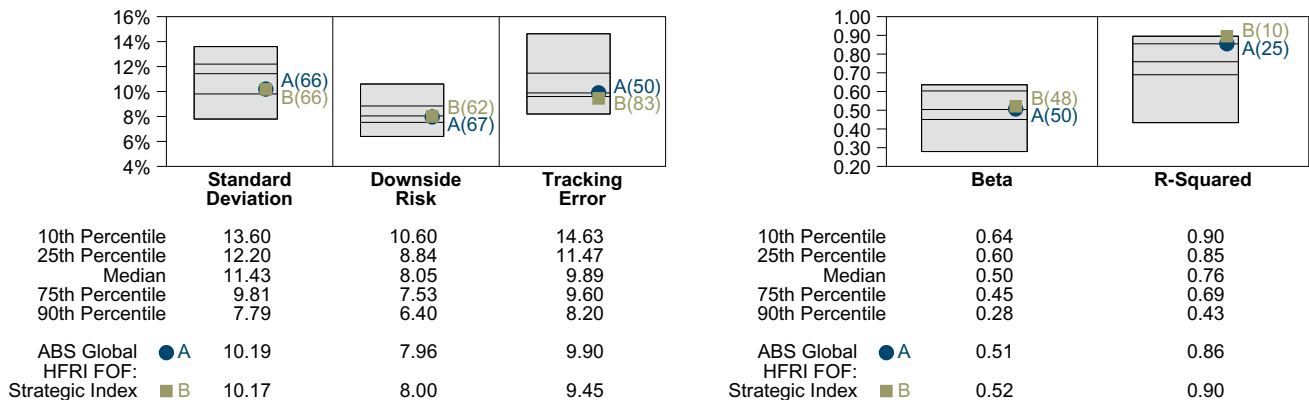 16%
14%
12%
10%
8%
6%
4%
A(66)
B(66)
B(62)
A(67)
A(50)
B(83)
Standard
Deviation
Downside
Risk
Tracking
Error
10th Percentile 13.60 10.60 14.63
25th Percentile 12.20 8.84 11.47
Median 11.43 8.05 9.89
75th Percentile 9.81 7.53 9.60
90th Percentile 7.79 6.40 8.20
ABS Global A 10.19 7.96 9.90
HFRI FOF:
Strategic Index B 10.17 8.00 9.45
1.00
0.90
0.80
0.70
0.60
0.50
0.40
0.30
0.20
B(48)
A(50)
B(10)
A(25)
Beta
R-Squared
10th Percentile 0.64 0.90
25th Percentile 0.60 0.85
Median 0.50 0.76
75th Percentile 0.45 0.69
90th Percentile 0.28 0.43
ABS Global A 0.51 0.86
HFRI FOF:
Strategic Index B 0.52 0.90